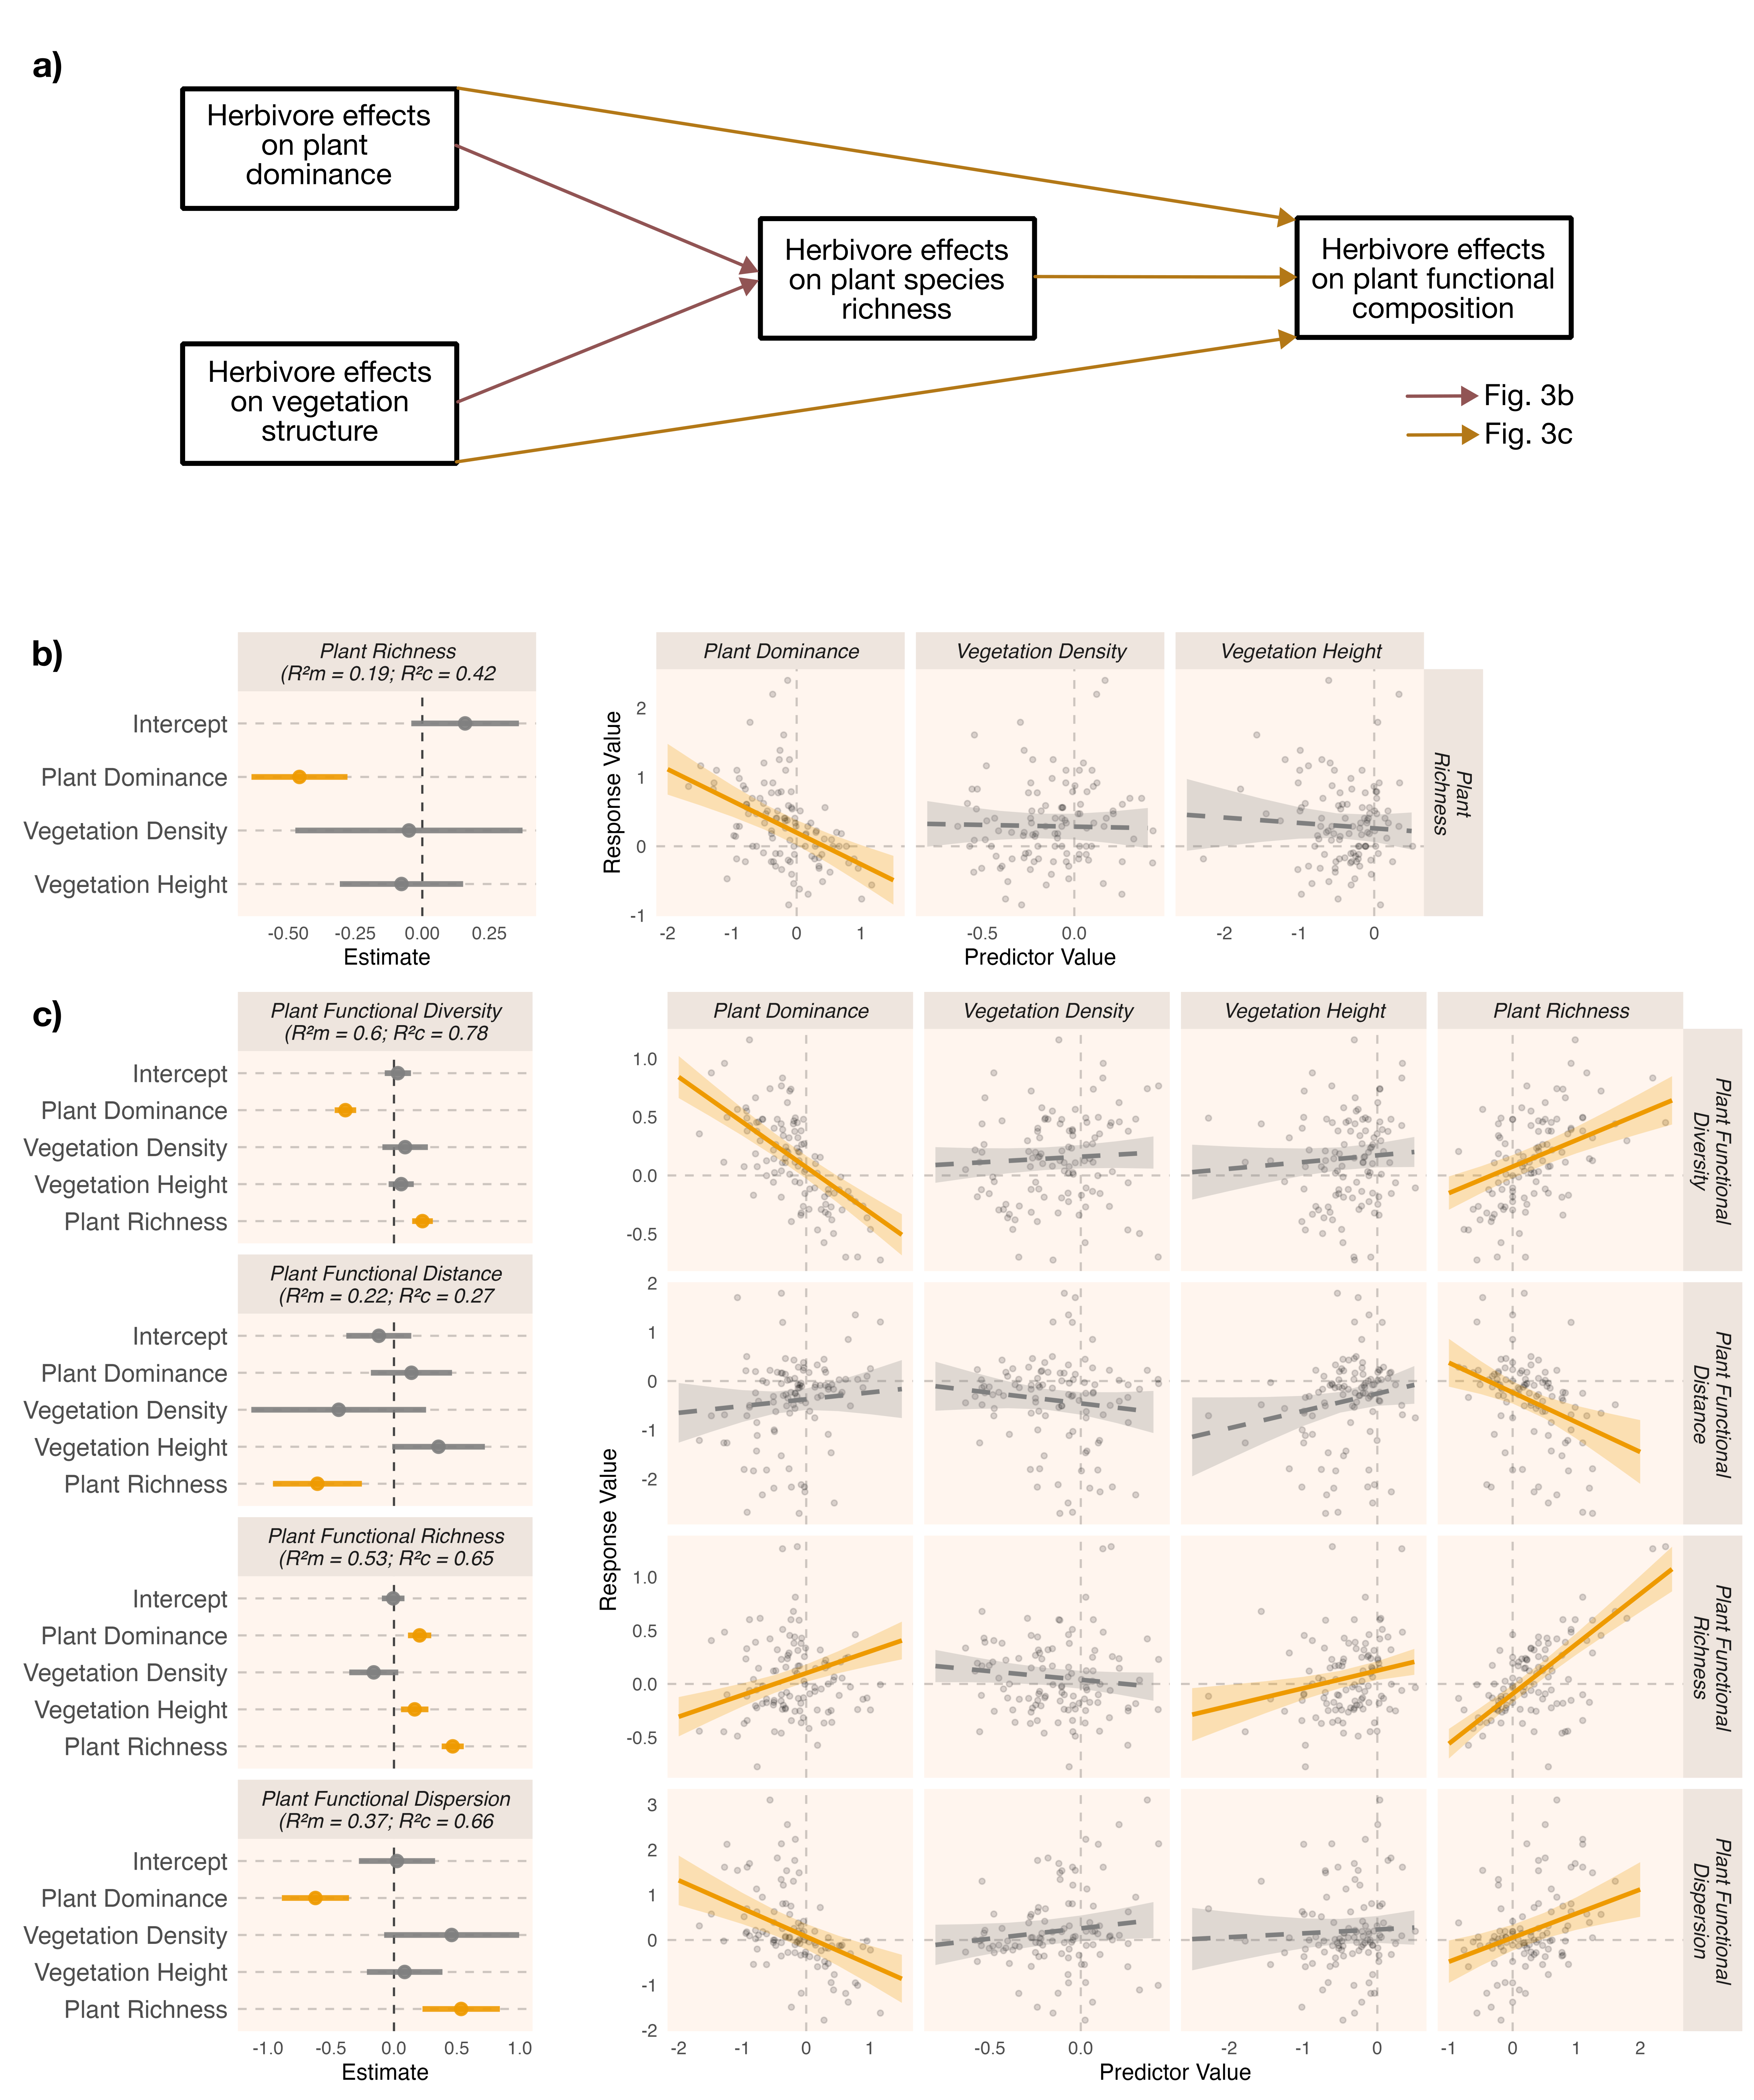 a)
Herbivore effects
on plant
dominance
Herbivore effects
on plant species
richness
Herbivore effects
on plant functional
composition
Herbivore effects
on vegetation
structure
Fig. 3b
Fig. 3c
b)
Plant Richness
(R²m = 0.19; R²c = 0.42
Intercept
Plant Dominance
Vegetation Density
Vegetation Height
-0.50 -0.25 0.00 0.25
Estimate
Plant Dominance Vegetation Density Vegetation Height
Response Value
2
1
0
-1
Plant
Richness
-2 -1 0 1 -0.5 0.0 -2 -1 0
Predictor Value
c)
Plant Functional Diversity
(R²m = 0.6; R²c = 0.78
Intercept
Plant Dominance
Vegetation Density
Vegetation Height
Plant Richness
Plant Functional Distance
(R²m = 0.22; R²c = 0.27
Intercept
Plant Dominance
Vegetation Density
Vegetation Height
Plant Richness
Plant Functional Richness
(R²m = 0.53; R²c = 0.65
Intercept
Plant Dominance
Vegetation Density
Vegetation Height
Plant Richness
Plant Functional Dispersion
(R²m = 0.37; R²c = 0.66
Intercept
Plant Dominance
Vegetation Density
Vegetation Height
Plant Richness
-1.0 -0.5 0.0 0.5 1.0
Estimate
Plant Dominance Vegetation Density Vegetation Height Plant Richness
Response Value
1.0
0.5
0.0
-0.5
Plant Functional
Diversity
2
1
0
-1
-2
Plant Functional
Distance
1.0
0.5
0.0
-0.5
Plant Functional
Richness
3
2
1
0
-1
-2
Plant Functional
Dispersion
-2 -1 0 1 -0.5 0.0 -2 -1 0 -1 0 1 2
Predictor Value